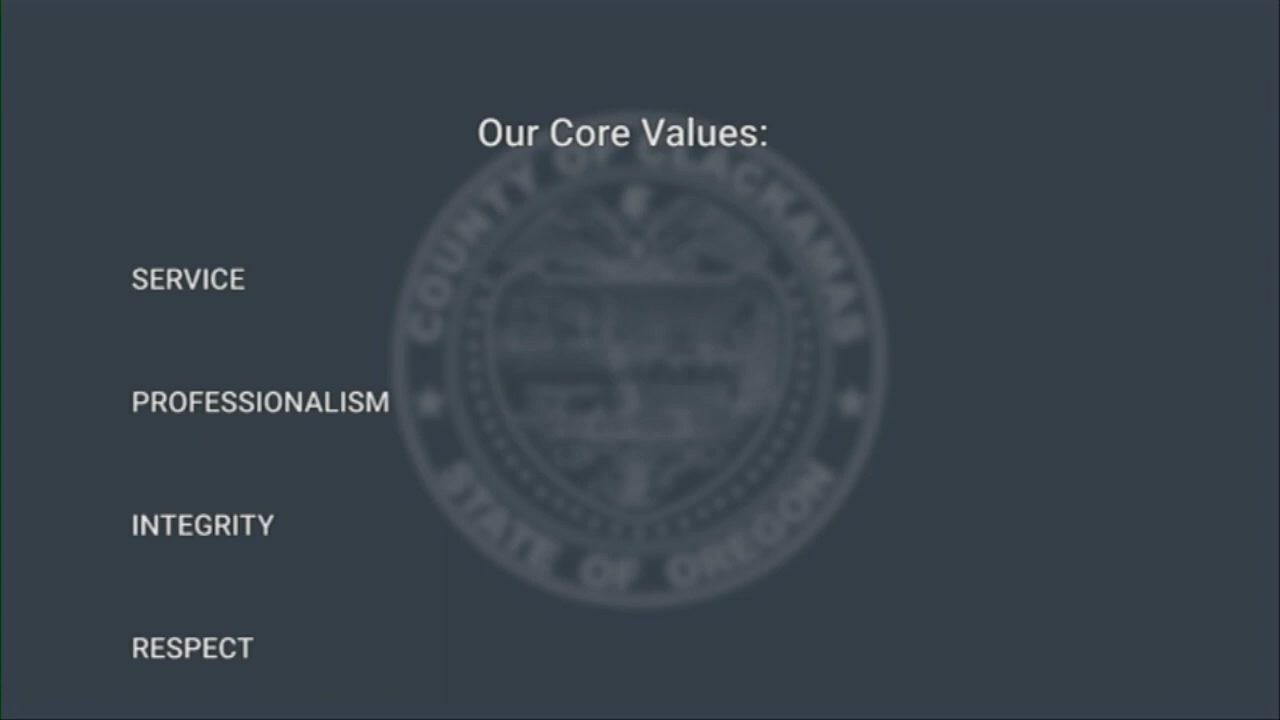 Our Core Values:
COUNTY OF CLACKAMAS
SERVICE
PROFESSIONALISM
INTEGRITY
STATE OF OREGON
RESPECT